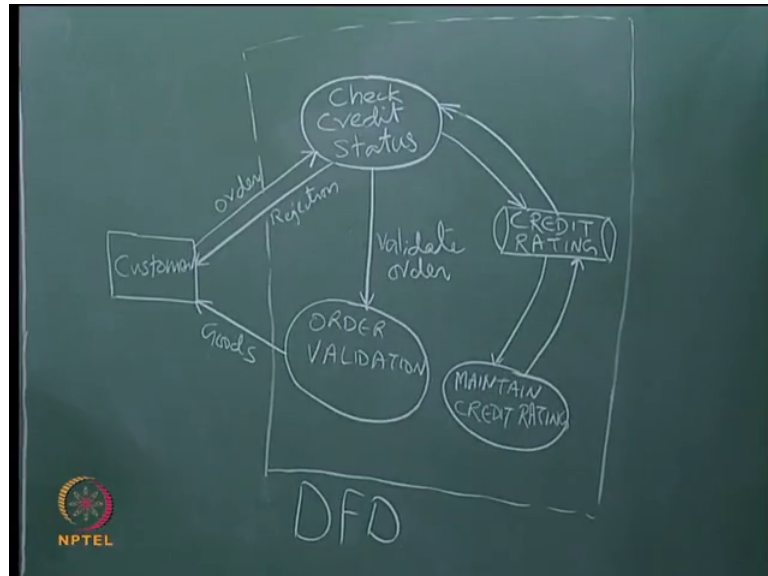 Check
Credit
Status
Order
Rejection
CREDIT
RATING
Customer
Validate
order
Goods
ORDER
VALIDATION
MAINTAIN
CREDIT RATING
DFD
NPTEL